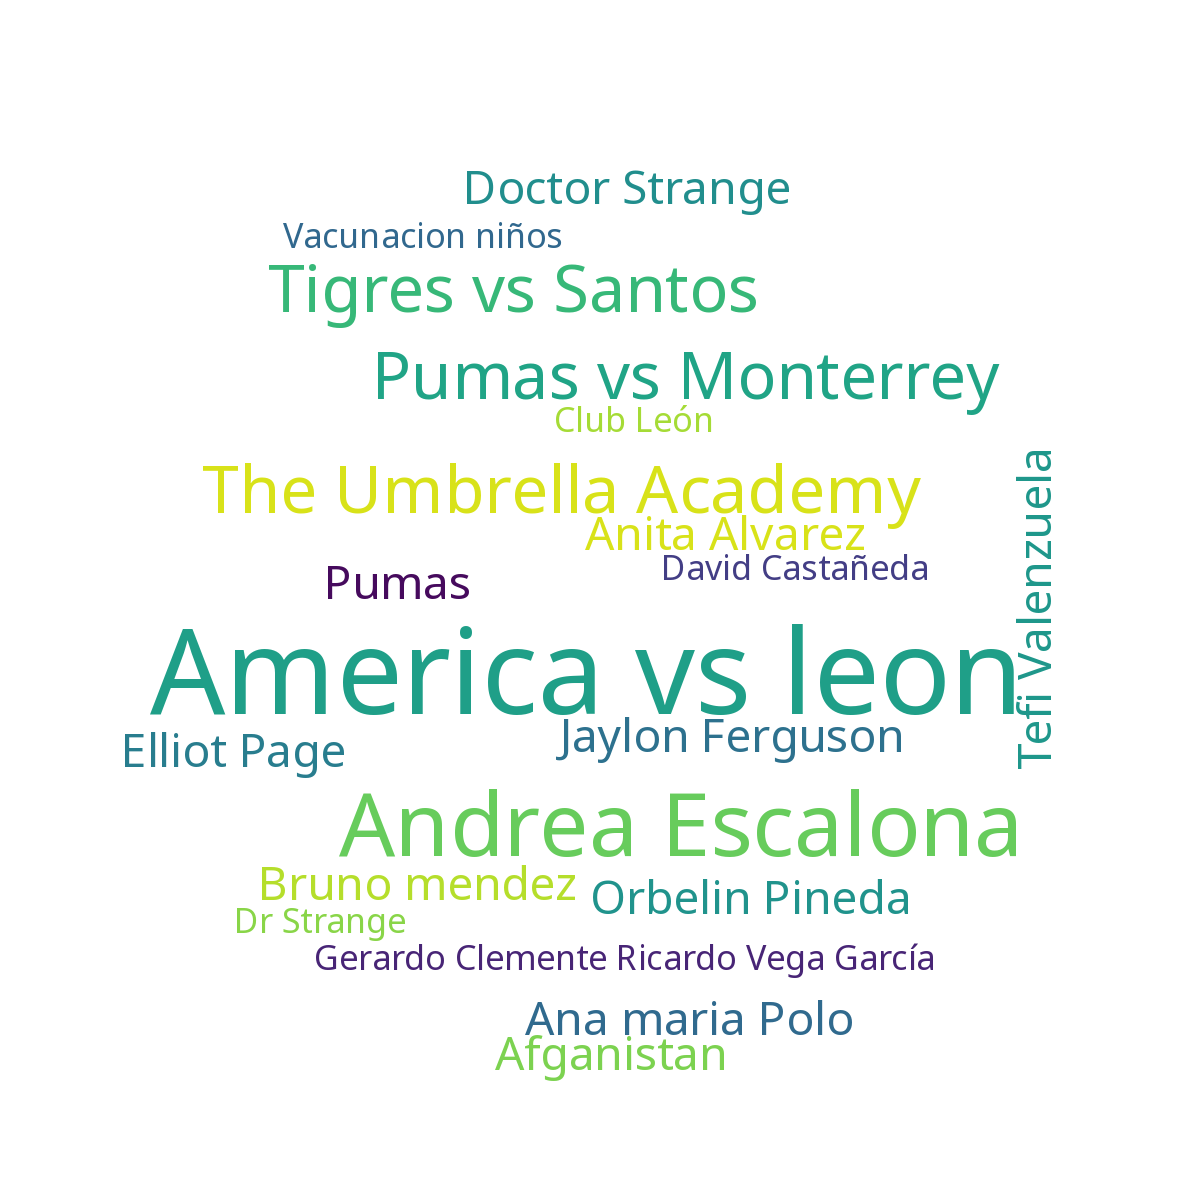 Doctor Strange
Vacunacion niños
Tigres vs Santos
Pumas vs Monterrey
Club León
The Umbrella Academy
Anita Alvarez
David Castañeda
Pumas
Tefi Valenzuela
America vs leon
Jaylon Ferguson
Elliot Page
Andrea Escalona
Bruno mendez
Orbelin Pineda
Dr Strange
Gerardo Clemente Ricardo Vega García
Ana maria Polo
Afganistan